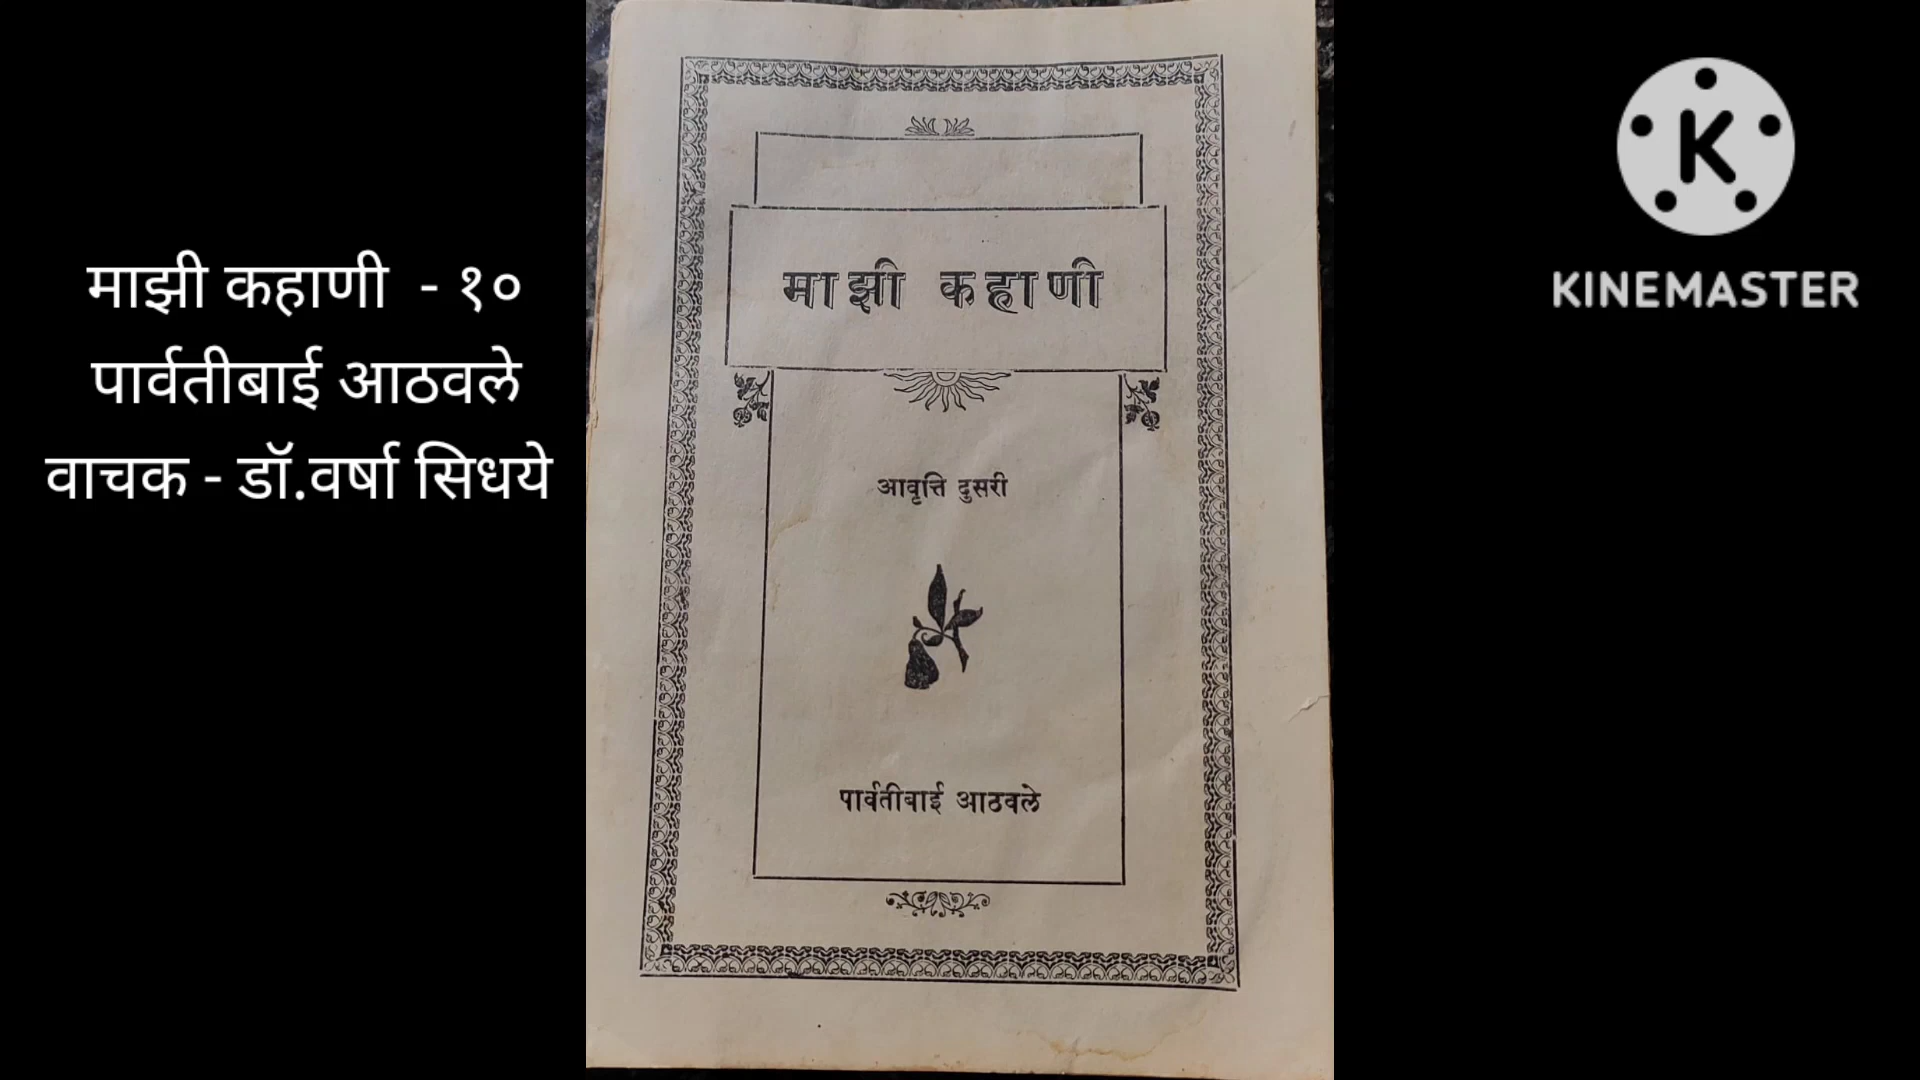 माझी कहाणी - १०
पार्वतीबाई आठवले
वाचक - डॉ.वर्षा सिधये
माझी कहाणी
आवृत्ति दुसरी
पार्वतीबाई आठवले
K
KINEMASTER